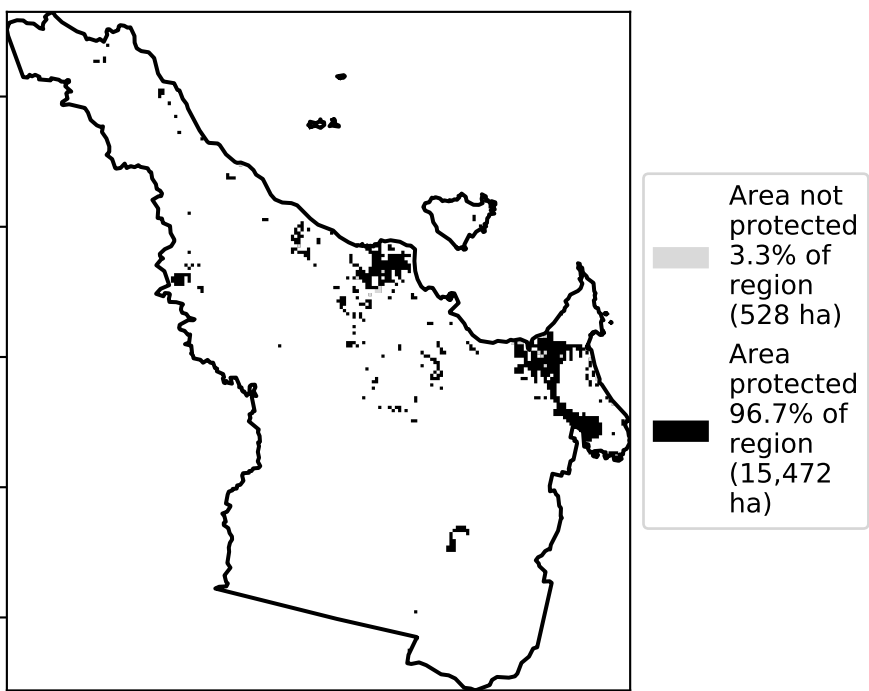 Area not
protected
3.3% of
region
(528 ha)
Area
protected
96.7% of
region
(15,472
ha)